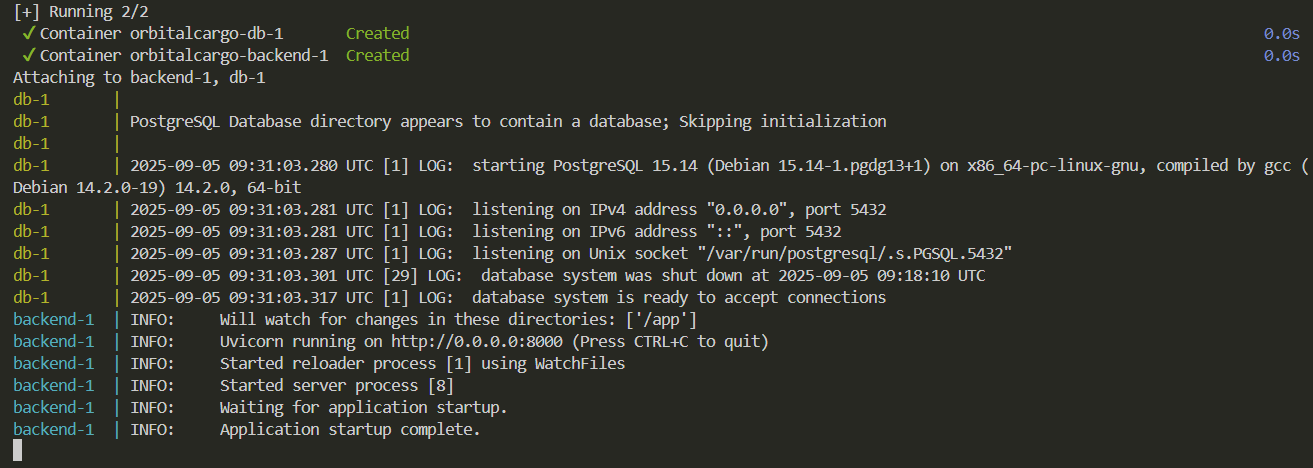 [+] Running 2/2
✓ Container orbitalcargo-db-1 Created 0.0s
✓ Container orbitalcargo-backend-1 Created 0.0s
Attaching to backend-1, db-1
db-1 |
db-1 | PostgreSQL Database directory appears to contain a database; Skipping initialization
db-1 |
db-1 | 2025-09-05 09:31:03.280 UTC [1] LOG: starting PostgreSQL 15.14 (Debian 15.14-1.pgdg13+1) on x86_64-pc-linux-gnu, compiled by gcc (
Debian 14.2.0-19) 14.2.0, 64-bit
db-1 | 2025-09-05 09:31:03.281 UTC [1] LOG: listening on IPv4 address "0.0.0.0", port 5432
db-1 | 2025-09-05 09:31:03.281 UTC [1] LOG: listening on IPv6 address "::", port 5432
db-1 | 2025-09-05 09:31:03.287 UTC [1] LOG: listening on Unix socket "/var/run/postgresql/.s.PGSQL.5432"
db-1 | 2025-09-05 09:31:03.301 UTC [29] LOG: database system was shut down at 2025-09-05 09:18:10 UTC
db-1 | 2025-09-05 09:31:03.317 UTC [1] LOG: database system is ready to accept connections
backend-1 | INFO: Will watch for changes in these directories: ['/app']
backend-1 | INFO: Uvicorn running on http://0.0.0.0:8000 (Press CTRL+C to quit)
backend-1 | INFO: Started reloader process [1] using WatchFiles
backend-1 | INFO: Started server process [8]
backend-1 | INFO: Waiting for application startup.
backend-1 | INFO: Application startup complete.